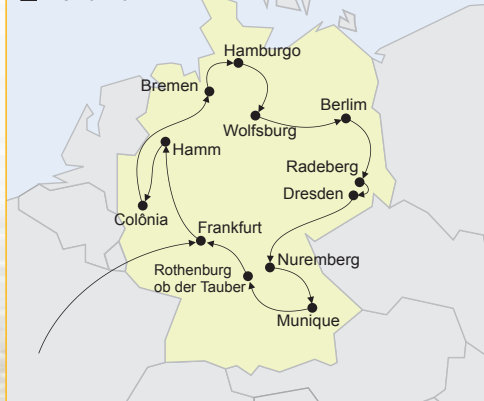 Hamburgo
Bremen
Berlim
Wolfsburg
Hamm
Radeberg
Dresden
Colônia
Frankfurt
Nuremberg
Rothenburg
ob der Tauber
Munique